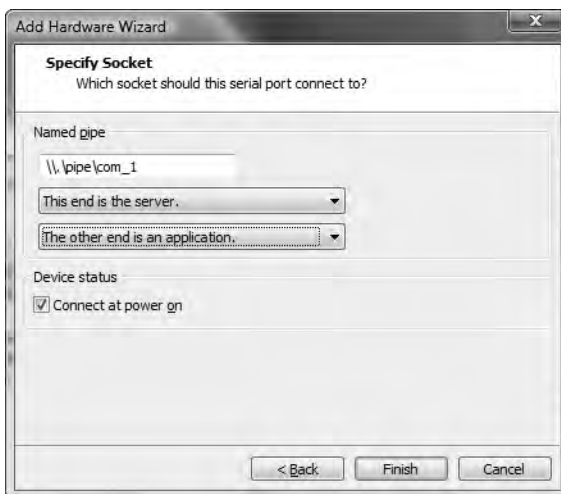 Add Hardware Wizard
Specify Socket
Which socket should this serial port connect to?
Named pipe
\\.\pipe\com_1
This end is the server.
The other end is an application.
Device status
Connect at power on
< Back
Finish
Cancel